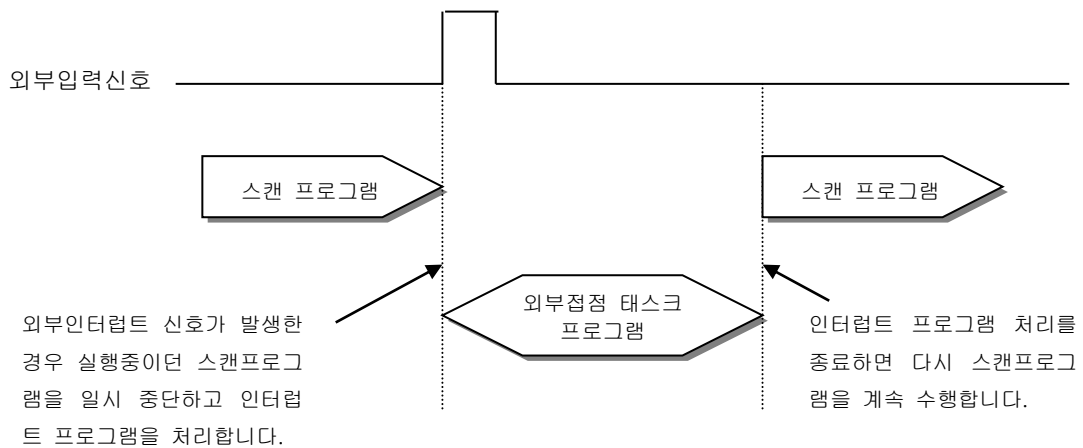 외부입력신호
스캔 프로그램
스캔 프로그램
외부접점 태스크
프로그램
외부인터럽트 신호가 발생한
경우 실행중이던 스캔프로그
램을 일시 중단하고 인터럽
트 프로그램을 처리합니다.
인터럽트 프로그램 처리를
종료하면 다시 스캔프로그
램을 계속 수행합니다.